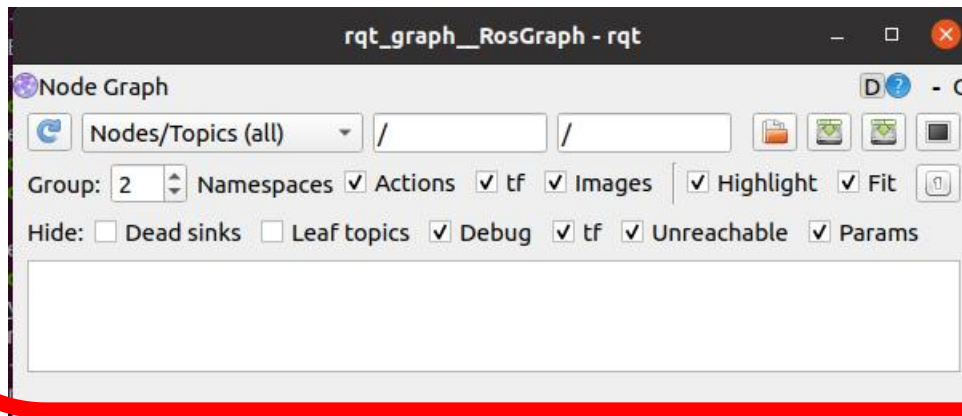 rqt_graph__RosGraph - rqt
Node Graph D ? -
Nodes/Topics (all) / /
Group: 2 Namespaces Actions tf Images Highlight Fit
Hide: Dead sinks Leaf topics Debug tf Unreachable Params